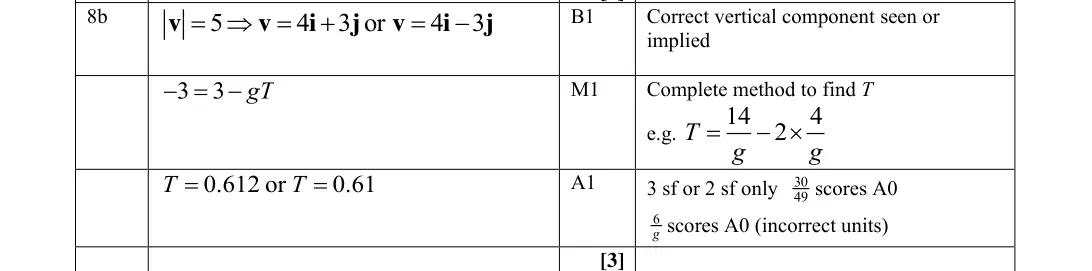 8b |v| = 5 ⇒ v = 4i + 3j or v = 4i − 3j B1 Correct vertical component seen or
implied
−3 = 3 − gT M1 Complete method to find T
e.g. T = 14/g − 2 × 4/g
T = 0.612 or T = 0.61 A1 3 sf or 2 sf only 30/49 scores A0
6/g scores A0 (incorrect units)
[3]